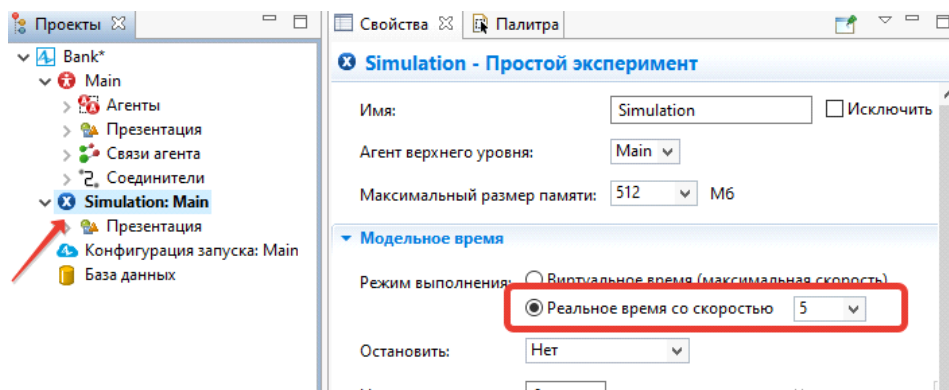 Проекты
Bank*
Main
Агенты
Презентация
Связи агента
Соединители
Simulation: Main
Презентация
Конфигурация запуска: Main
База данных
Свойства Палитра
Simulation - Простой эксперимент
Имя: Simulation Исключить
Агент верхнего уровня: Main
Максимальный размер памяти: 512 Мб
Модельное время
Режим выполнения: Виртуальное время (максимальная скорость)
Реальное время со скоростью 5
Остановить: Нет